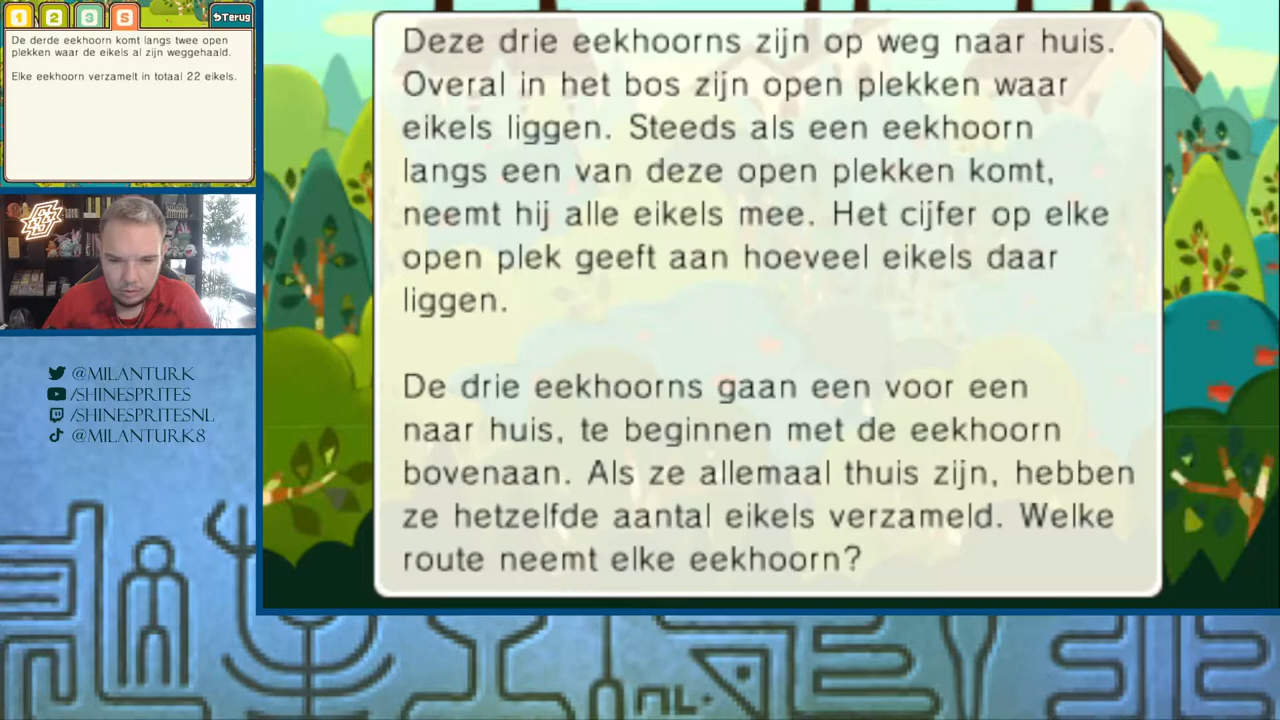 1 2 3 S Terug
De derde eekhoorn komt langs twee open
plekken waar de eikels al zijn weggehaald.
Elke eekhoorn verzamelt in totaal 22 eikels.
Deze drie eekhoorns zijn op weg naar huis.
Overal in het bos zijn open plekken waar
eikels liggen. Steeds als een eekhoorn
langs een van deze open plekken komt,
neemt hij alle eikels mee. Het cijfer op elke
open plek geeft aan hoeveel eikels daar
liggen.
De drie eekhoorns gaan een voor een
naar huis, te beginnen met de eekhoorn
bovenaan. Als ze allemaal thuis zijn, hebben
ze hetzelfde aantal eikels verzameld. Welke
route neemt elke eekhoorn?
@MILANTURK
/SHINESPRITES
/SHINESPRITESNL
@MILANTURK8